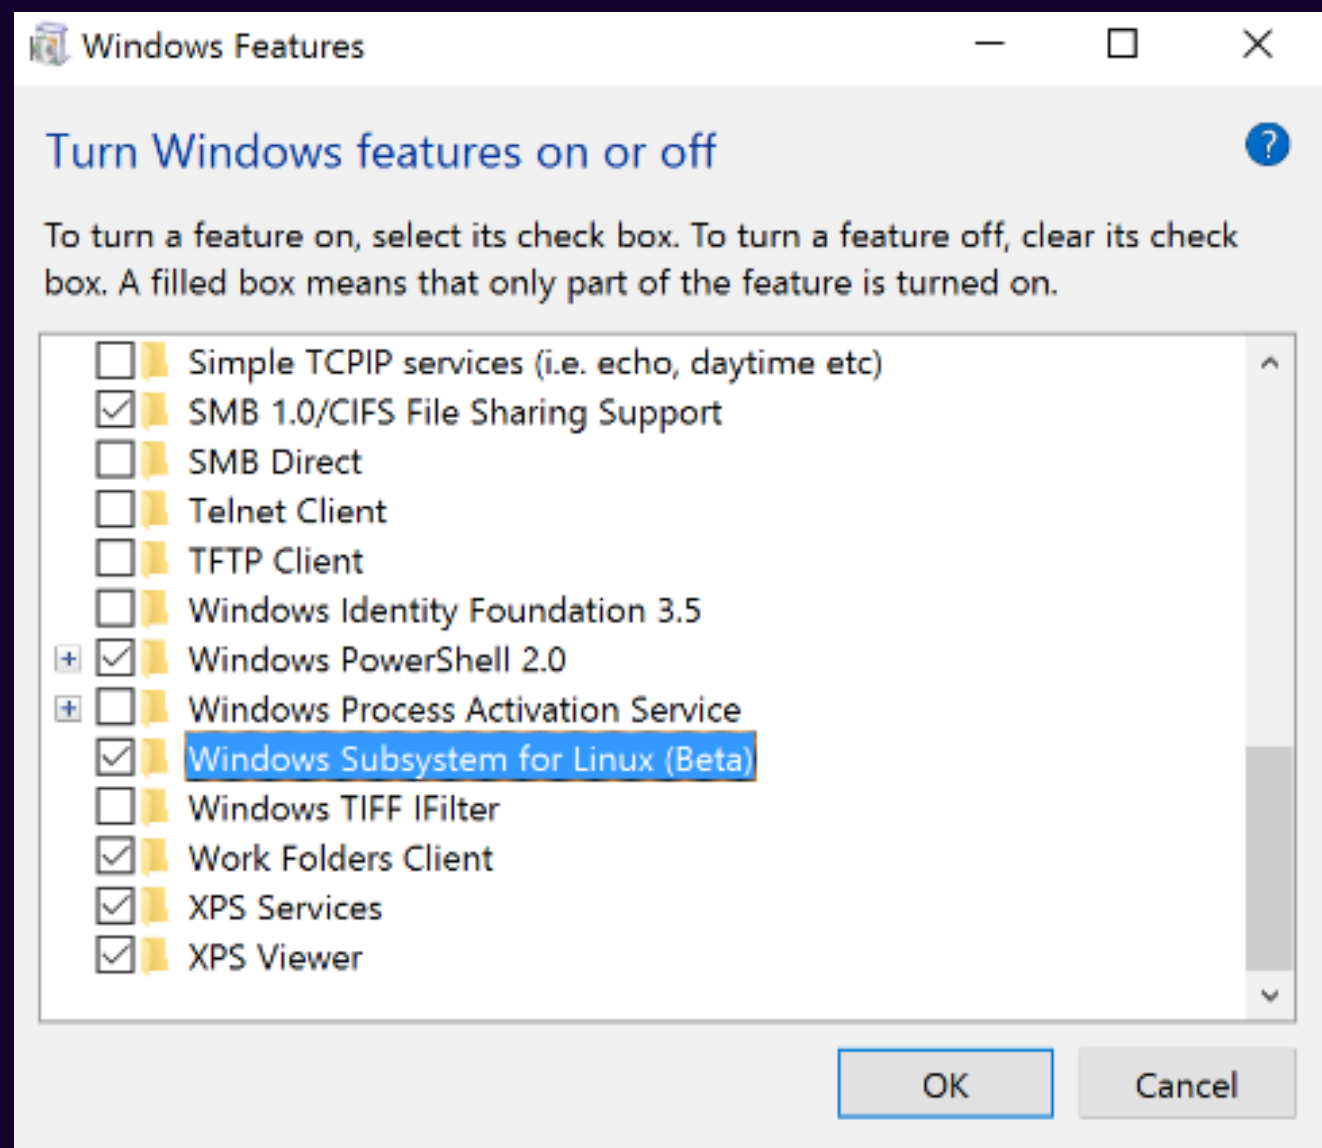 Windows Features
Turn Windows features on or off
?
To turn a feature on, select its check box. To turn a feature off, clear its check
box. A filled box means that only part of the feature is turned on.
Simple TCPIP services (i.e. echo, daytime etc)
SMB 1.0/CIFS File Sharing Support
SMB Direct
Telnet Client
TFTP Client
Windows Identity Foundation 3.5
Windows PowerShell 2.0
Windows Process Activation Service
Windows Subsystem for Linux (Beta)
Windows TIFF IFilter
Work Folders Client
XPS Services
XPS Viewer
OK
Cancel